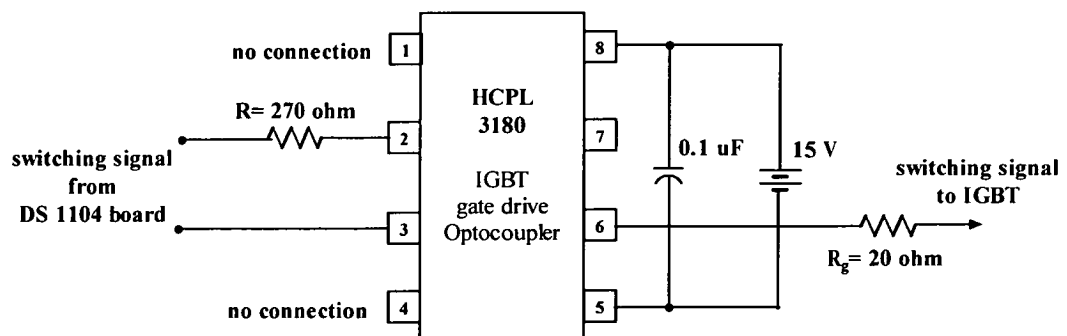 no connection
1
8
R= 270 ohm
HCPL
3180
2
7
0.1 uF
15 V
switching signal
from
DS 1104 board
IGBT
gate drive
Optocoupler
switching signal
to IGBT
3
6
Rg= 20 ohm
no connection
4
5